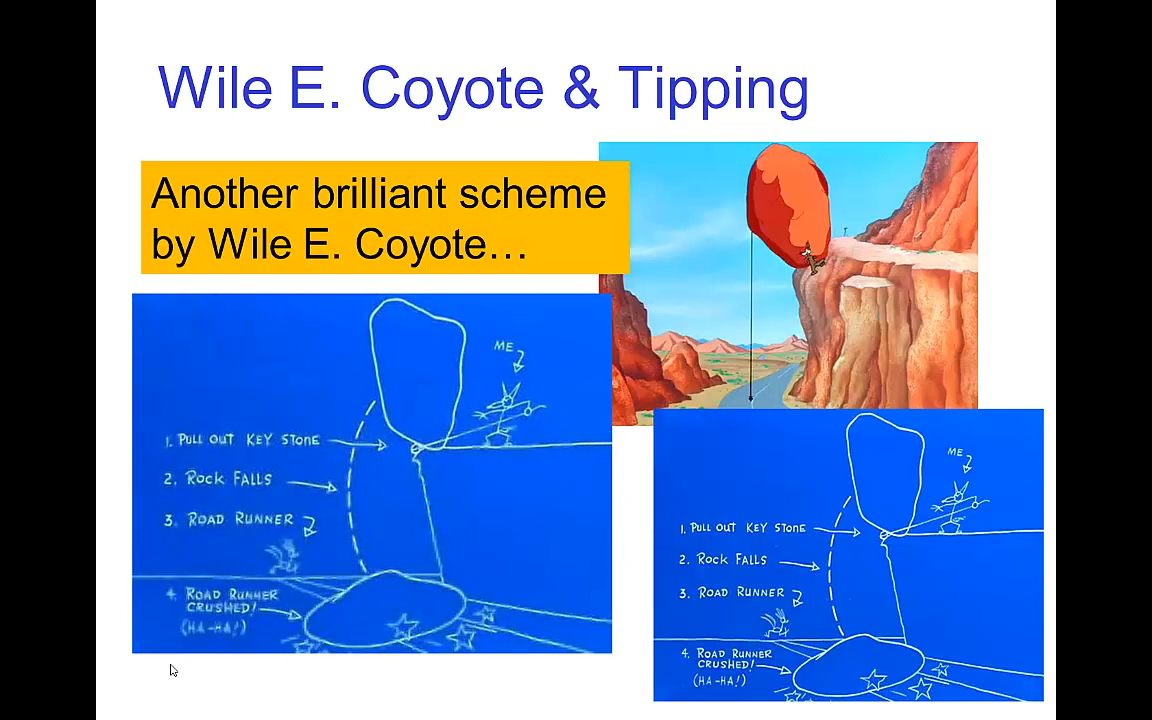 Wile E. Coyote & Tipping
Another brilliant scheme
by Wile E. Coyote…
ME
1. PULL OUT KEY STONE
2. ROCK FALLS
3. ROAD RUNNER
4. ROAD RUNNER
CRUSHED!
(HA-HA!)
ME
1. PULL OUT KEY STONE
2. ROCK FALLS
3. ROAD RUNNER
4. ROAD RUNNER
CRUSHED!
(HA-HA!)